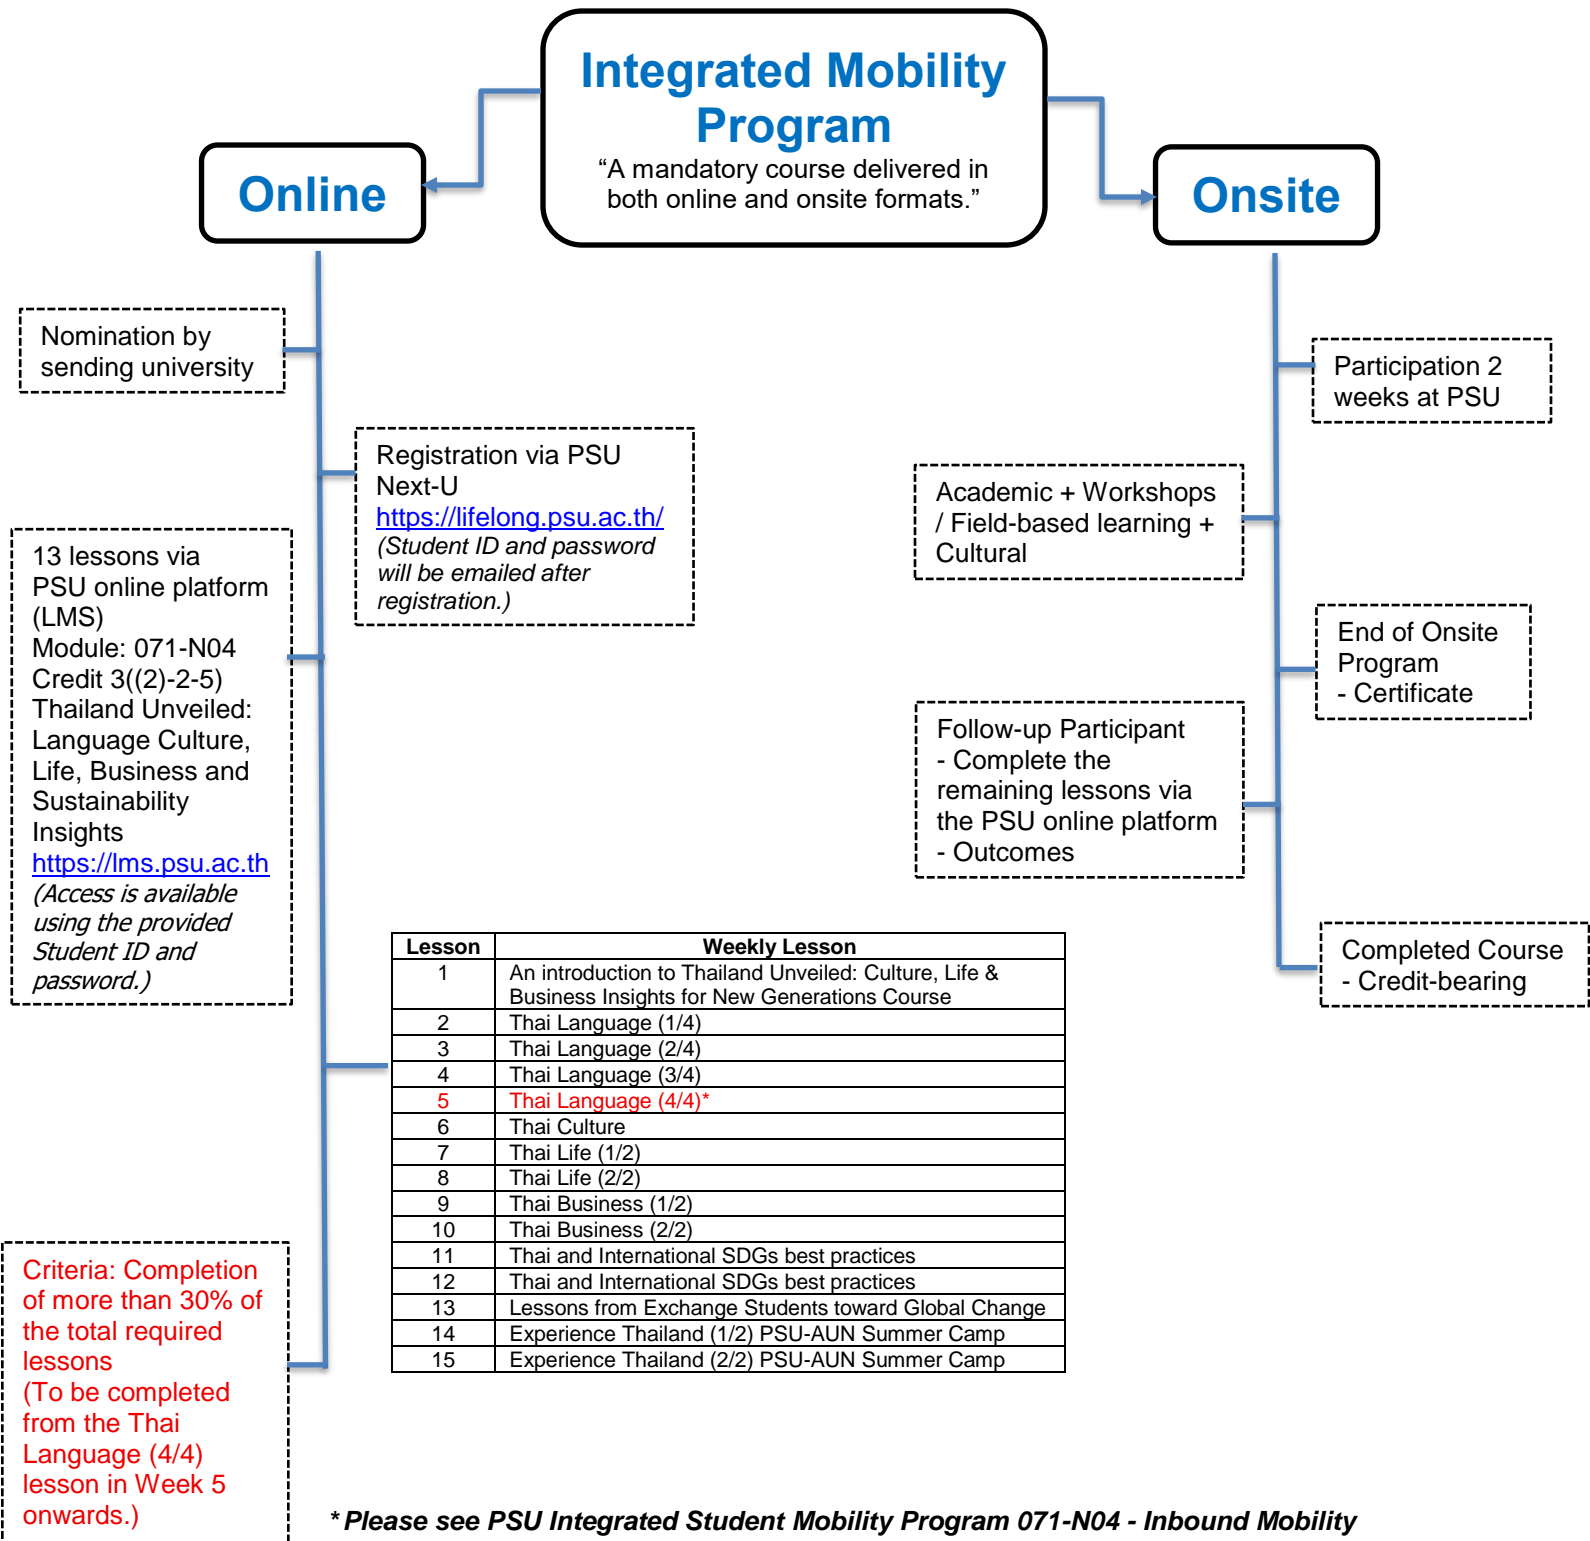 Integrated Mobility
Program
“A mandatory course delivered in
both online and onsite formats.”
Online
Onsite
Nomination by
sending university
Registration via PSU
Next-U
https://lifelong.psu.ac.th/
(Student ID and password
will be emailed after
registration.)
13 lessons via
PSU online platform
(LMS)
Module: 071-N04
Credit 3((2)-2-5)
Thailand Unveiled:
Language Culture,
Life, Business and
Sustainability
Insights
https://lms.psu.ac.th
(Access is available
using the provided
Student ID and
password.)
Criteria: Completion
of more than 30% of
the total required
lessons
(To be completed
from the Thai
Language (4/4)
lesson in Week 5
onwards.)
Participation 2
weeks at PSU
Academic + Workshops
/ Field-based learning +
Cultural
End of Onsite
Program
- Certificate
Follow-up Participant
- Complete the
remaining lessons via
the PSU online platform
- Outcomes
Completed Course
- Credit-bearing
Lesson Weekly Lesson
1 An introduction to Thailand Unveiled: Culture, Life &
Business Insights for New Generations Course
2 Thai Language (1/4)
3 Thai Language (2/4)
4 Thai Language (3/4)
5 Thai Language (4/4)*
6 Thai Culture
7 Thai Life (1/2)
8 Thai Life (2/2)
9 Thai Business (1/2)
10 Thai Business (2/2)
11 Thai and International SDGs best practices
12 Thai and International SDGs best practices
13 Lessons from Exchange Students toward Global Change
14 Experience Thailand (1/2) PSU-AUN Summer Camp
15 Experience Thailand (2/2) PSU-AUN Summer Camp
* Please see PSU Integrated Student Mobility Program 071-N04 - Inbound Mobility